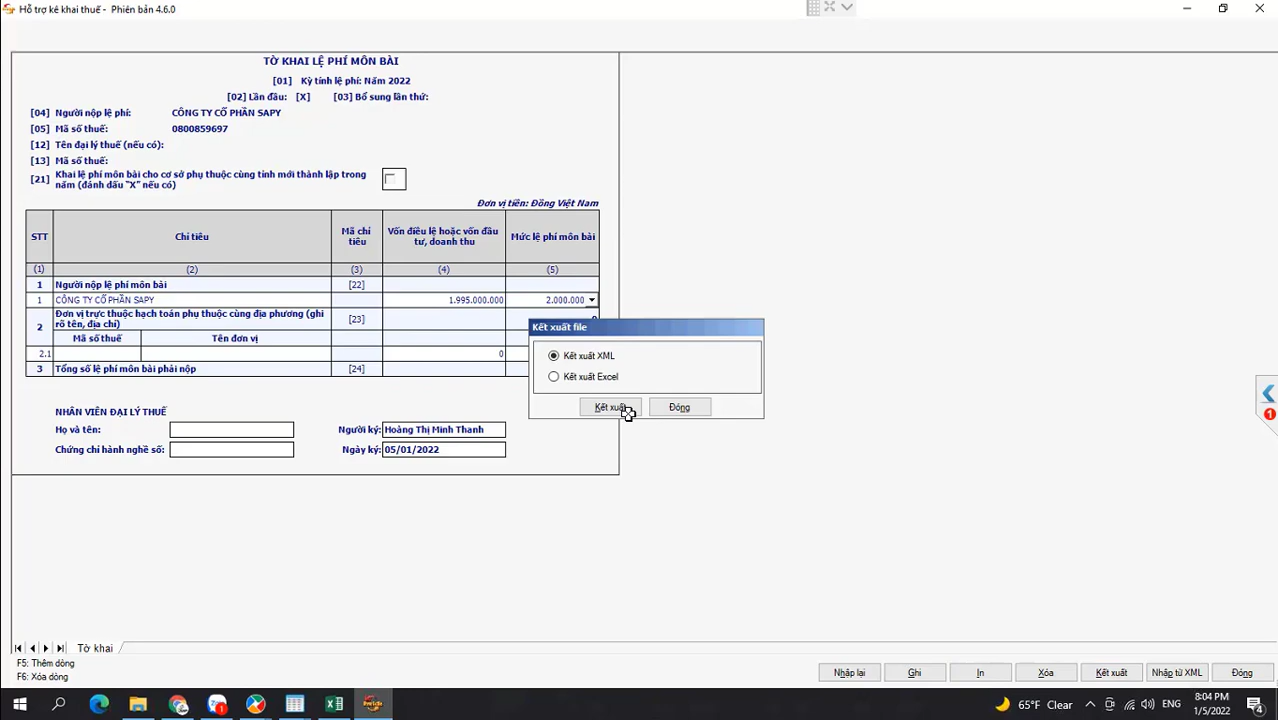 Hỗ trợ kê khai thuế - Phiên bản 4.6.0
TỜ KHAI LỆ PHÍ MÔN BÀI
[01] Kỳ tính lệ phí: Năm 2022
[02] Lần đầu: [X] [03] Bổ sung lần thứ:
[04] Người nộp lệ phí: CÔNG TY CỔ PHẦN SAPY
[05] Mã số thuế: 0800859697
[12] Tên đại lý thuế (nếu có):
[13] Mã số thuế:
[21] Khai lệ phí môn bài cho cơ sở phụ thuộc cùng tỉnh mới thành lập trong
năm (đánh dấu "X" nếu có)
Đơn vị tiền: Đồng Việt Nam
STT Chỉ tiêu Mã chỉ tiêu Vốn điều lệ hoặc vốn đầu tư, doanh thu Mức lệ phí môn bài
(1) (2) (3) (4) (5)
1 Người nộp lệ phí môn bài [22]
1 CÔNG TY CỔ PHẦN SAPY 1.995.000.000 2.000.000
2 Đơn vị trực thuộc hạch toán phụ thuộc cùng địa phương (ghi rõ tên, địa chỉ) [23]
Mã số thuế Tên đơn vị
2.1 0
3 Tổng số lệ phí môn bài phải nộp [24]
Kết xuất file
Kết xuất XML
Kết xuất Excel
Kết xuất Đóng
NHÂN VIÊN ĐẠI LÝ THUẾ
Họ và tên: Người ký: Hoàng Thị Minh Thanh
Chứng chỉ hành nghề số: Ngày ký: 05/01/2022
1
Tờ khai
F5: Thêm dòng
F6: Xóa dòng
Nhập lại Ghi In Xóa Kết xuất Nhập từ XML Đóng
65°F Clear ENG 8:04 PM
1/5/2022
4